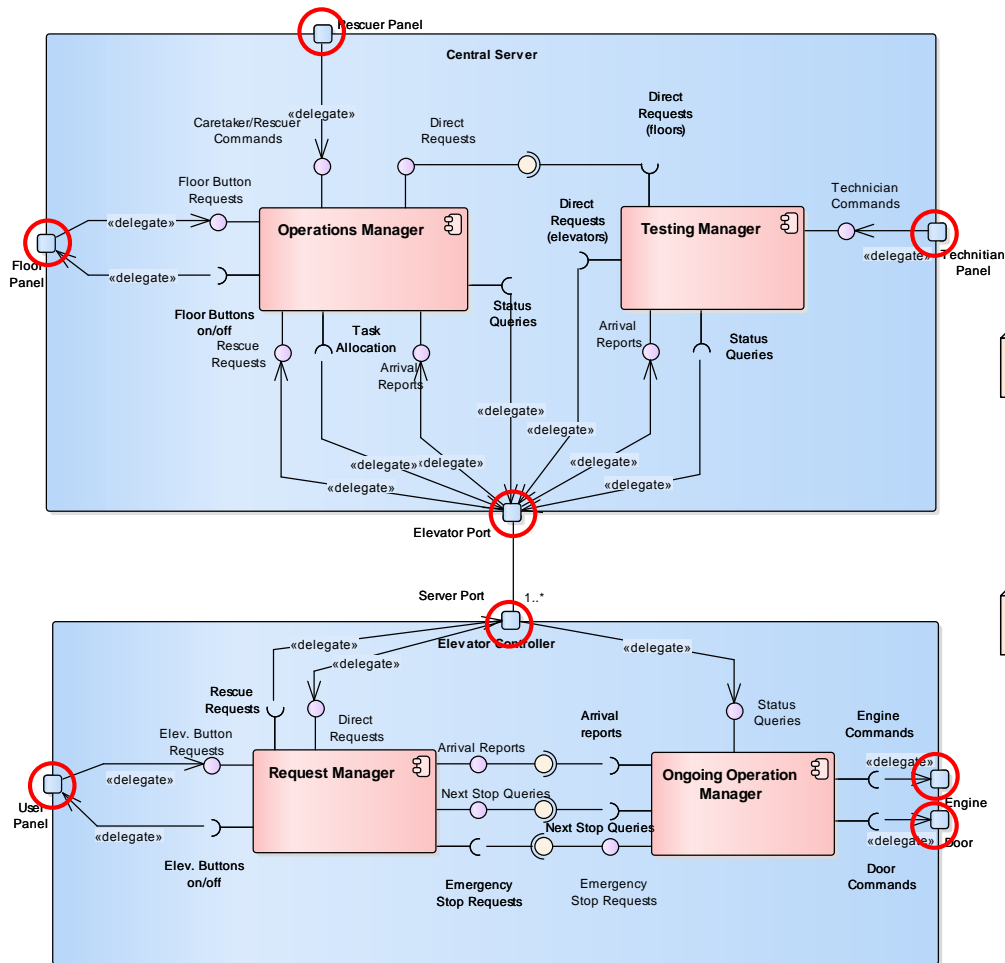 Rescuer Panel
Central Server
«delegate»
Caretaker/Rescuer
Commands
Direct
Requests
Direct
Requests
(floors)
Floor Button
Requests
«delegate»
Operations Manager
Direct
Requests
(elevators)
Testing Manager
Technician
Commands
«delegate»
Technitian
Panel
Floor
Panel
«delegate»
Floor Buttons
on/off
Rescue
Requests
Task
Allocation
Arrival
Reports
Status
Queries
Arrival
Reports
Status
Queries
«delegate»
«delegate»
«delegate»
«delegate»
«delegate»
«delegate»
«delegate»
Elevator Port
Server Port
1..*
Elevator Controller
«delegate»
«delegate»
«delegate»
Rescue
Requests
Direct
Requests
Arrival
reports
Status
Queries
Engine
Commands
Elev. Button
Requests
«delegate»
Request Manager
Arrival Reports
Next Stop Queries
Next Stop Queries
Ongoing Operation
Manager
«delegate»
Engine
User
Panel
«delegate»
Elev. Buttons
on/off
Emergency
Stop Requests
Emergency
Stop Requests
«delegate»
Door
Door
Commands